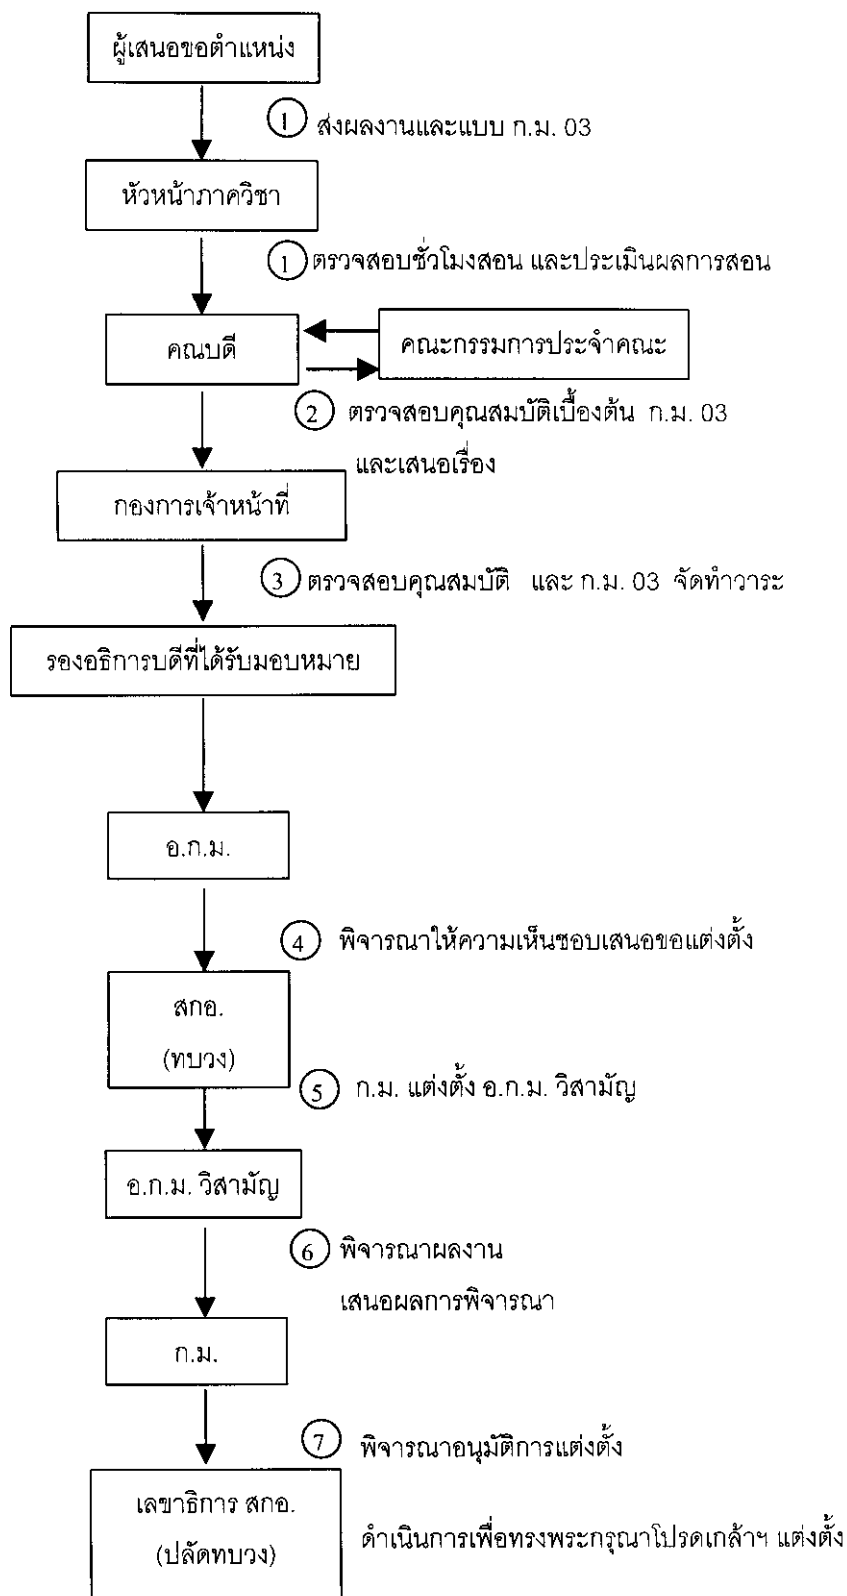 ผู้เสนอขอตำแหน่ง
1 ส่งผลงานและแบบ ก.ม. 03
หัวหน้าภาควิชา
1 ตรวจสอบชั่วโมงสอน และประเมินผลการสอน
คณบดี
คณะกรรมการประจำคณะ
2 ตรวจสอบคุณสมบัติเบื้องต้น ก.ม. 03
และเสนอเรื่อง
กองการเจ้าหน้าที่
3 ตรวจสอบคุณสมบัติ และ ก.ม. 03 จัดทำวาระ
รองอธิการบดีที่ได้รับมอบหมาย
อ.ก.ม.
4 พิจารณาให้ความเห็นชอบเสนอขอแต่งตั้ง
สกอ.
(ทบวง)
5 ก.ม. แต่งตั้ง อ.ก.ม. วิสามัญ
อ.ก.ม. วิสามัญ
6 พิจารณาผลงาน
เสนอผลการพิจารณา
ก.ม.
7 พิจารณาอนุมัติการแต่งตั้ง
เลขาธิการ สกอ.
(ปลัดทบวง)
ดำเนินการเพื่อทรงพระกรุณาโปรดเกล้าฯ แต่งตั้ง